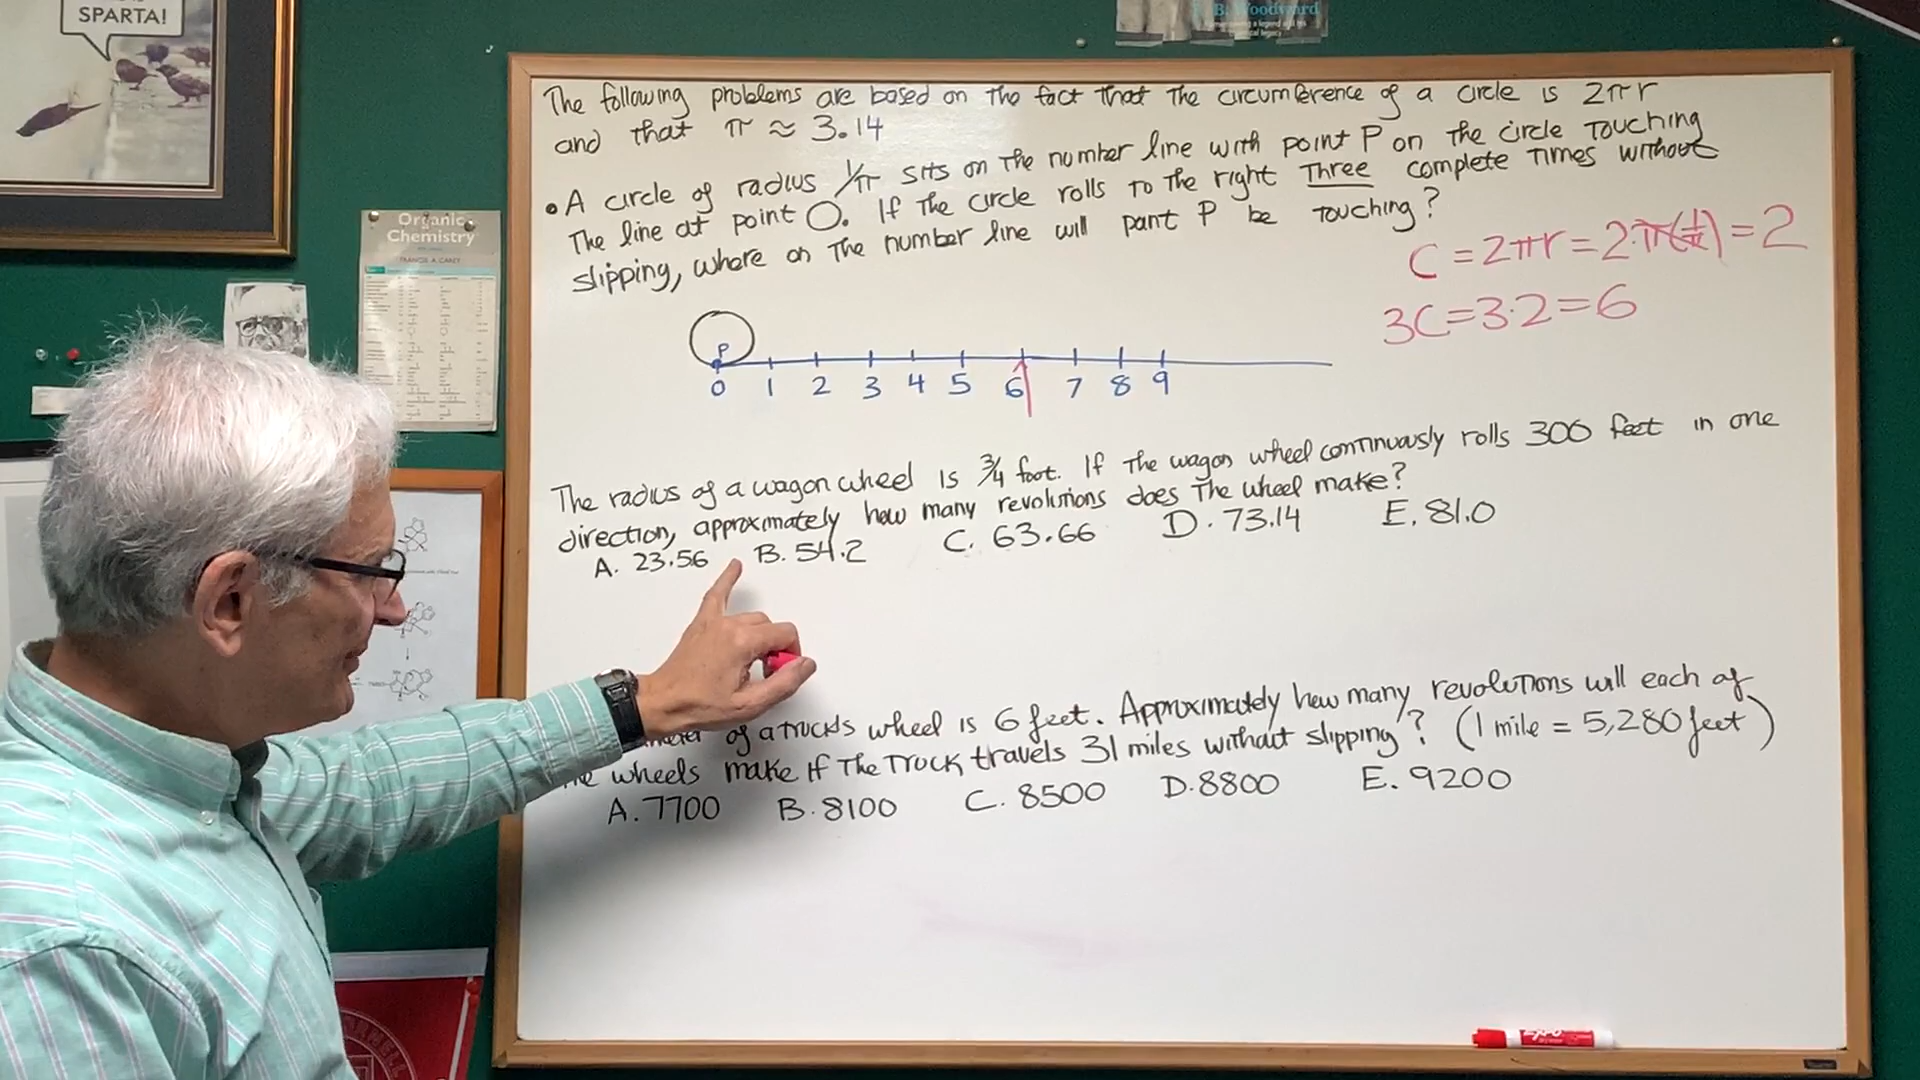 SPARTA!
B. Woodward
Organic
Chemistry
The following problems are based on the fact that the circumference of a circle is 2πr
and that π ≈ 3.14
• A circle of radius 1/π sits on the number line with point P on the circle touching
The line at point O. If the circle rolls to the right Three complete times without
slipping, where on the number line will point P be touching?
C = 2πr = 2·π(1/π) = 2
3C = 3·2 = 6
P
0 1 2 3 4 5 6 7 8 9
The radius of a wagon wheel is 3/4 foot. If the wagon wheel continuously rolls 300 feet in one
direction, approximately how many revolutions does the wheel make?
A. 23.56 B. 54.2 C. 63.66 D. 73.14 E. 81.0
of a trucks wheel is 6 feet. Approximately how many revolutions will each of
wheels make if the truck travels 31 miles without slipping? (1 mile = 5,280 feet)
A. 7700 B. 8100 C. 8500 D. 8800 E. 9200
EXPO